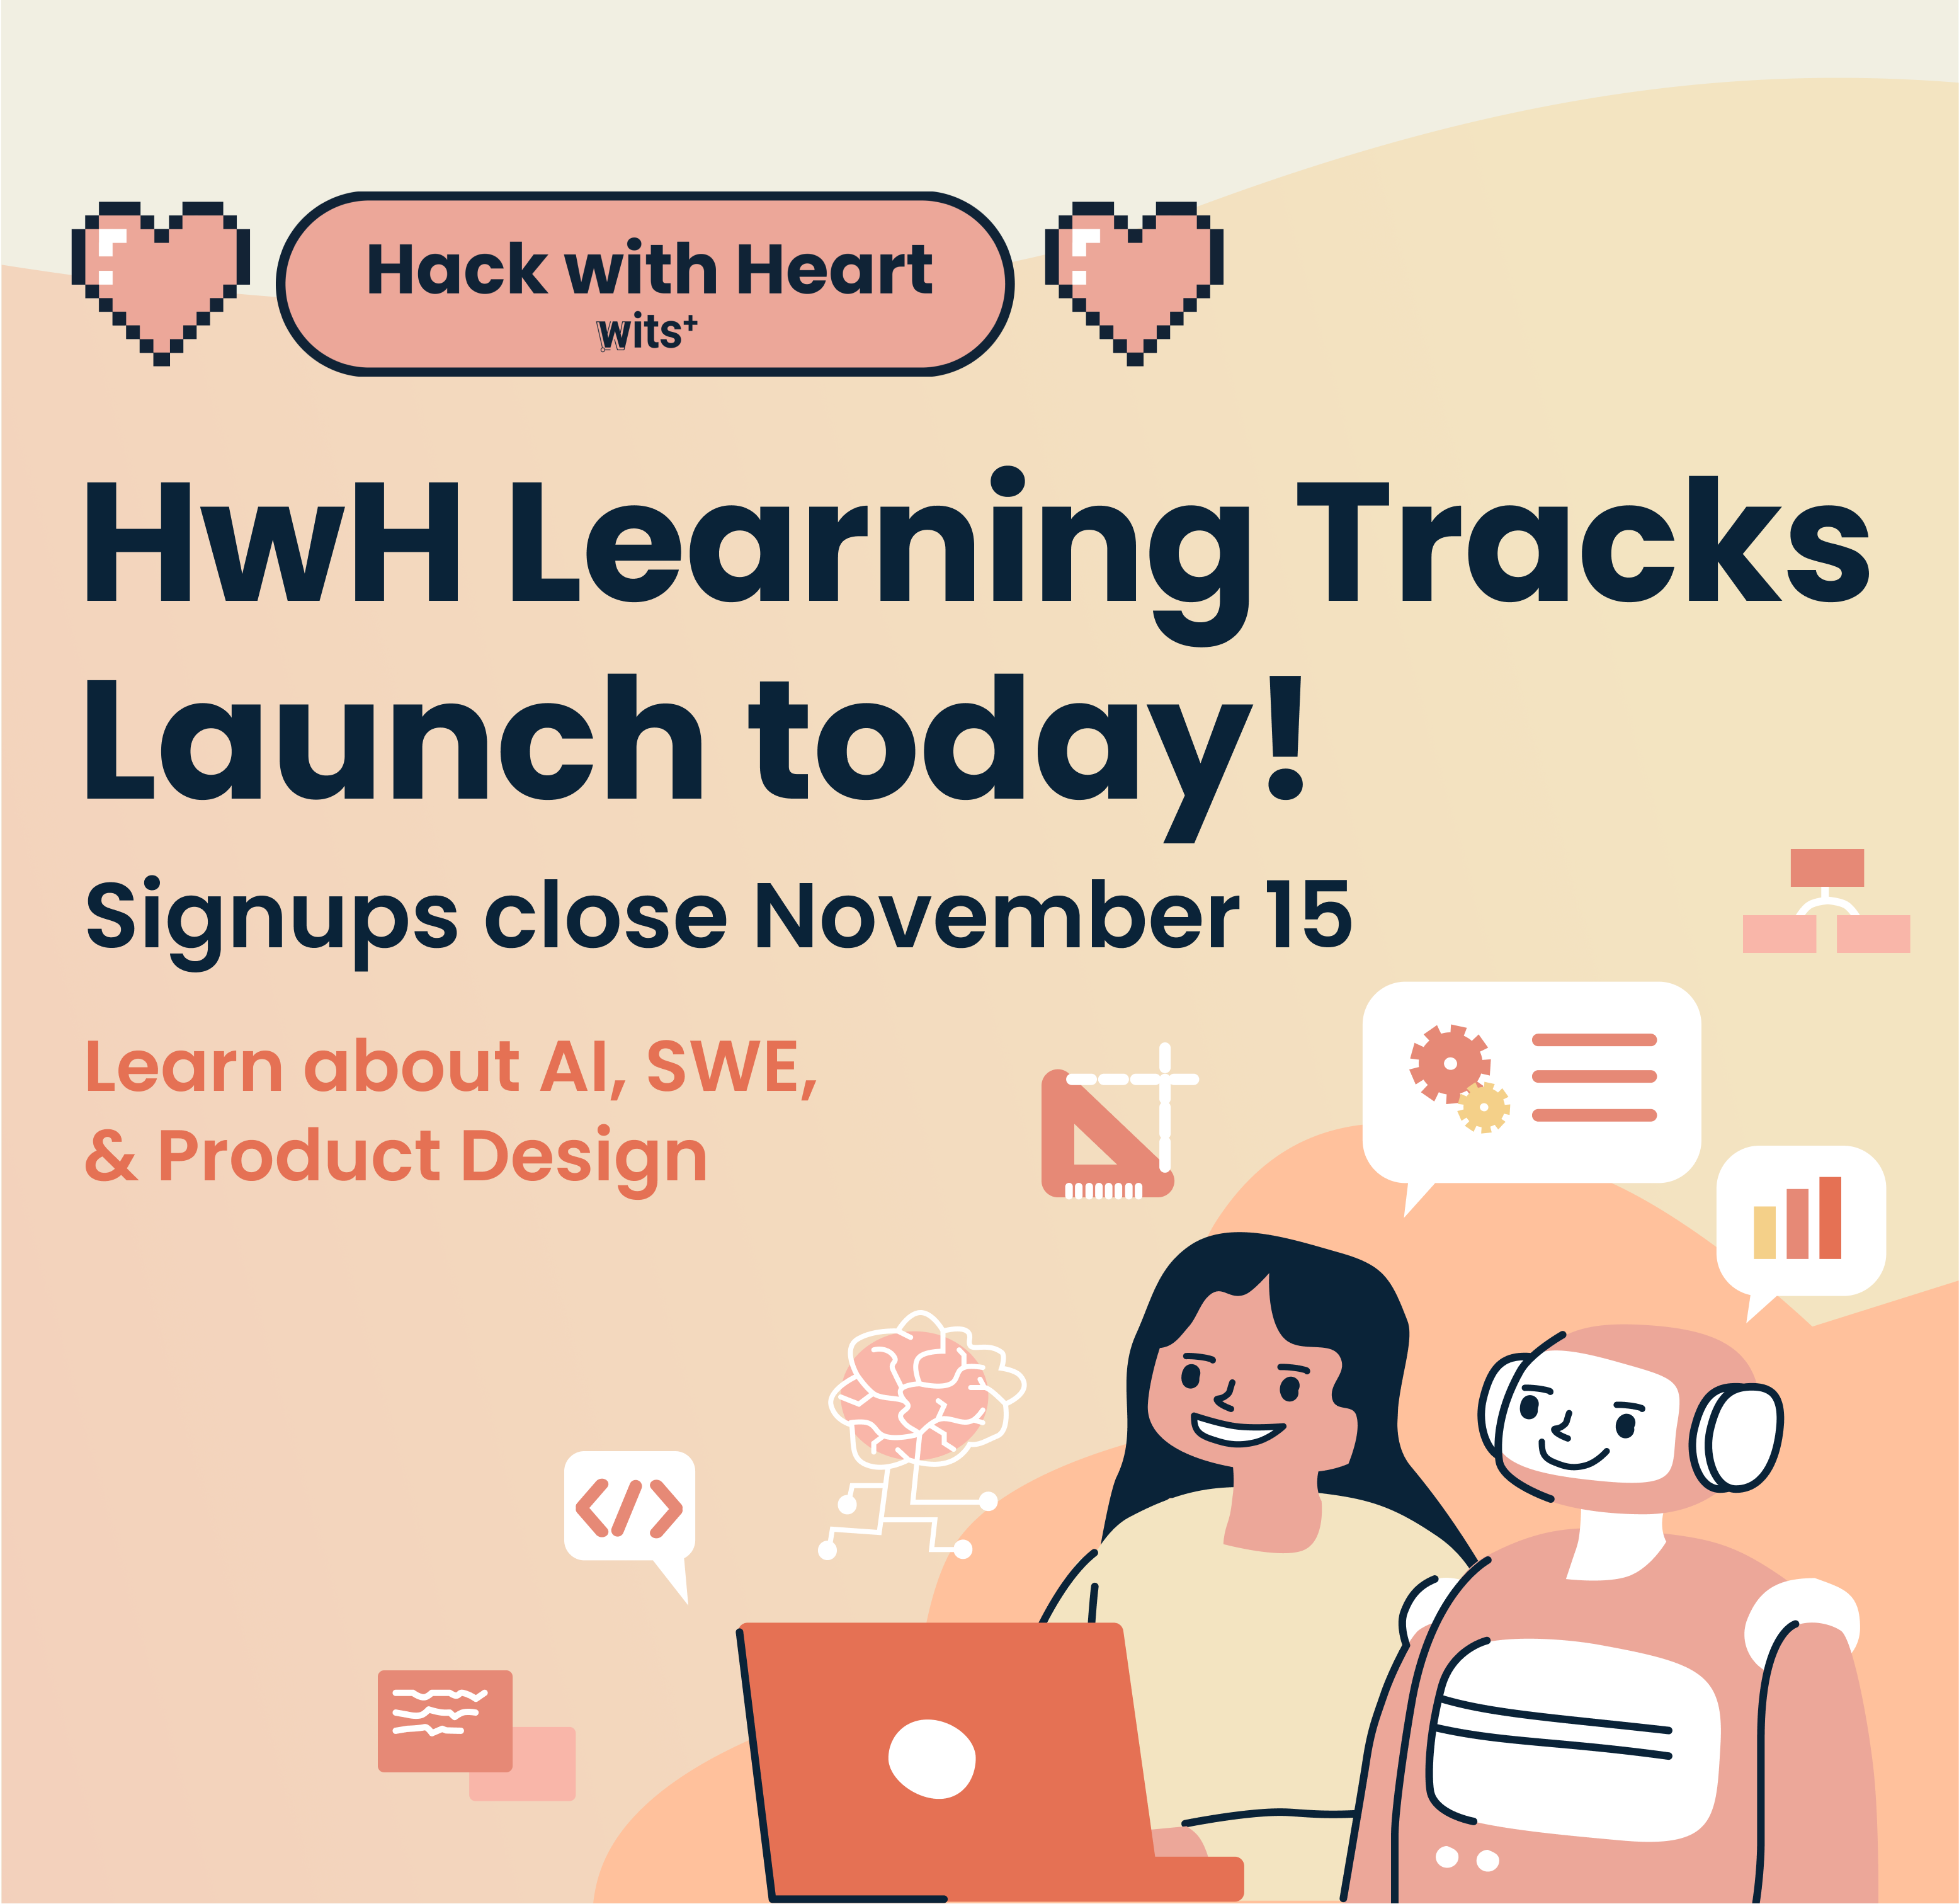 Hack with Heart
wits+
HwH Learning Tracks
Launch today!
Signups close November 15
Learn about AI, SWE,
& Product Design
</>